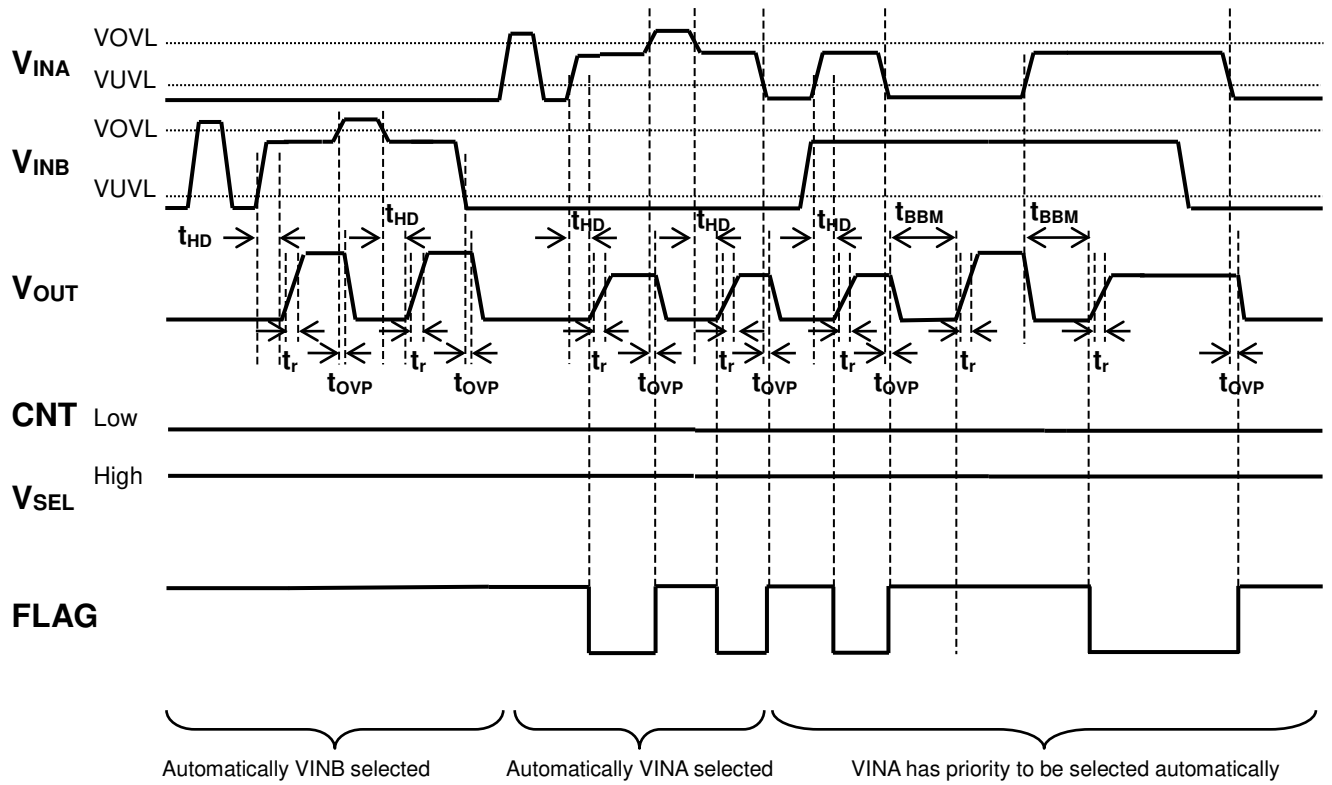 VOVL
VINA
VUVL
VOVL
VINB
VUVL
tHD
tHD
tHD
tHD
tHD
tBBM
tBBM
VOUT
tr
tr
tr
tr
tr
tr
tr
tOVP
tOVP
tOVP
tOVP
tOVP
tOVP
CNT Low
High
VSEL
FLAG
Automatically VINB selected
Automatically VINA selected
VINA has priority to be selected automatically